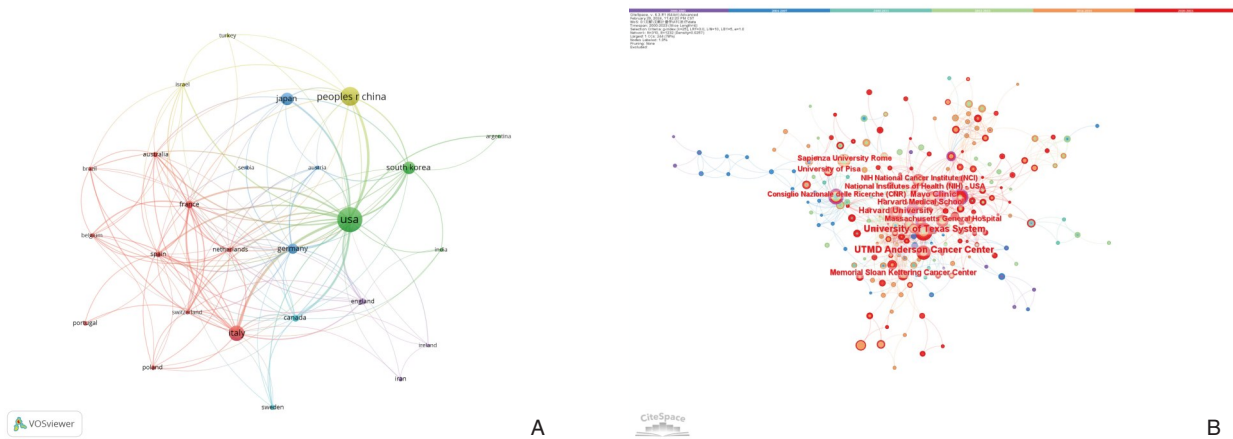 turkey
israel
japan
peoples r china
argentina
australia
south korea
brazil
serbia
austria
france
usa
belgium
netherlands
germany
india
spain
england
switzerland
canada
portugal
italy
ireland
poland
iran
sweden
VOSviewer
A
Sapienza University Rome
University of Pisa
NIH National Cancer Institute (NCI)
National Institutes of Health (NIH) - USA
Consiglio Nazionale delle Ricerche (CNR)
Mayo Clinic
Harvard Medical School
Harvard University
Massachusetts General Hospital
University of Texas System
UTMD Anderson Cancer Center
Memorial Sloan Kettering Cancer Center
CiteSpace
B